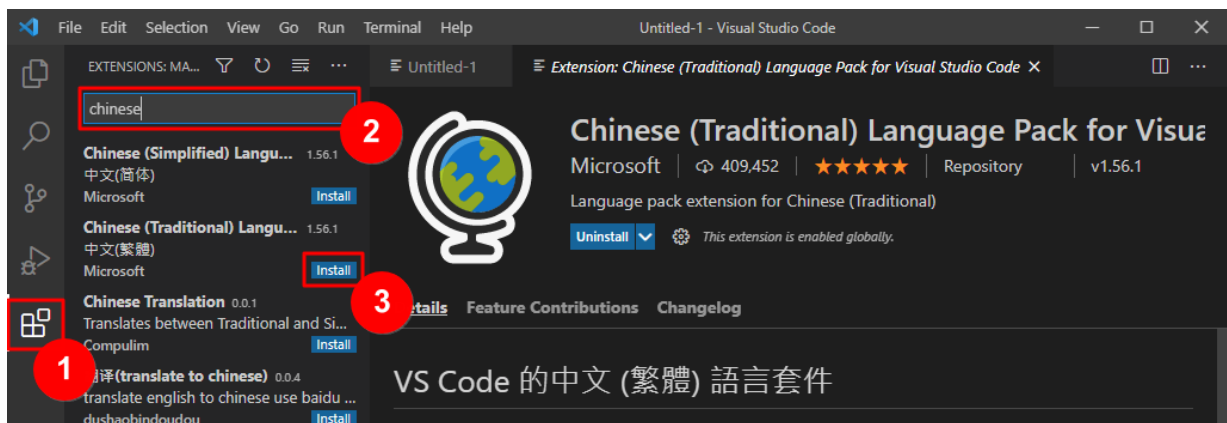 File Edit Selection View Go Run Terminal Help
Untitled-1 - Visual Studio Code
EXTENSIONS: MA...
chinese
2
Chinese (Simplified) Langu... 1.56.1
中文(简体)
Microsoft
Install
Chinese (Traditional) Langu... 1.56.1
中文(繁體)
Microsoft
Install
3
Chinese Translation 0.0.1
Translates between Traditional and Si...
Compulim
Install
1
(translate to chinese) 0.0.4
translate english to chinese use baidu ...
dushaobindoudou
Install
Untitled-1
Extension: Chinese (Traditional) Language Pack for Visual Studio Code
Chinese (Traditional) Language Pack for Visua
Microsoft 409,452 Repository v1.56.1
Language pack extension for Chinese (Traditional)
Uninstall
This extension is enabled globally.
Details Feature Contributions Changelog
VS Code 的中文 (繁體) 語言套件